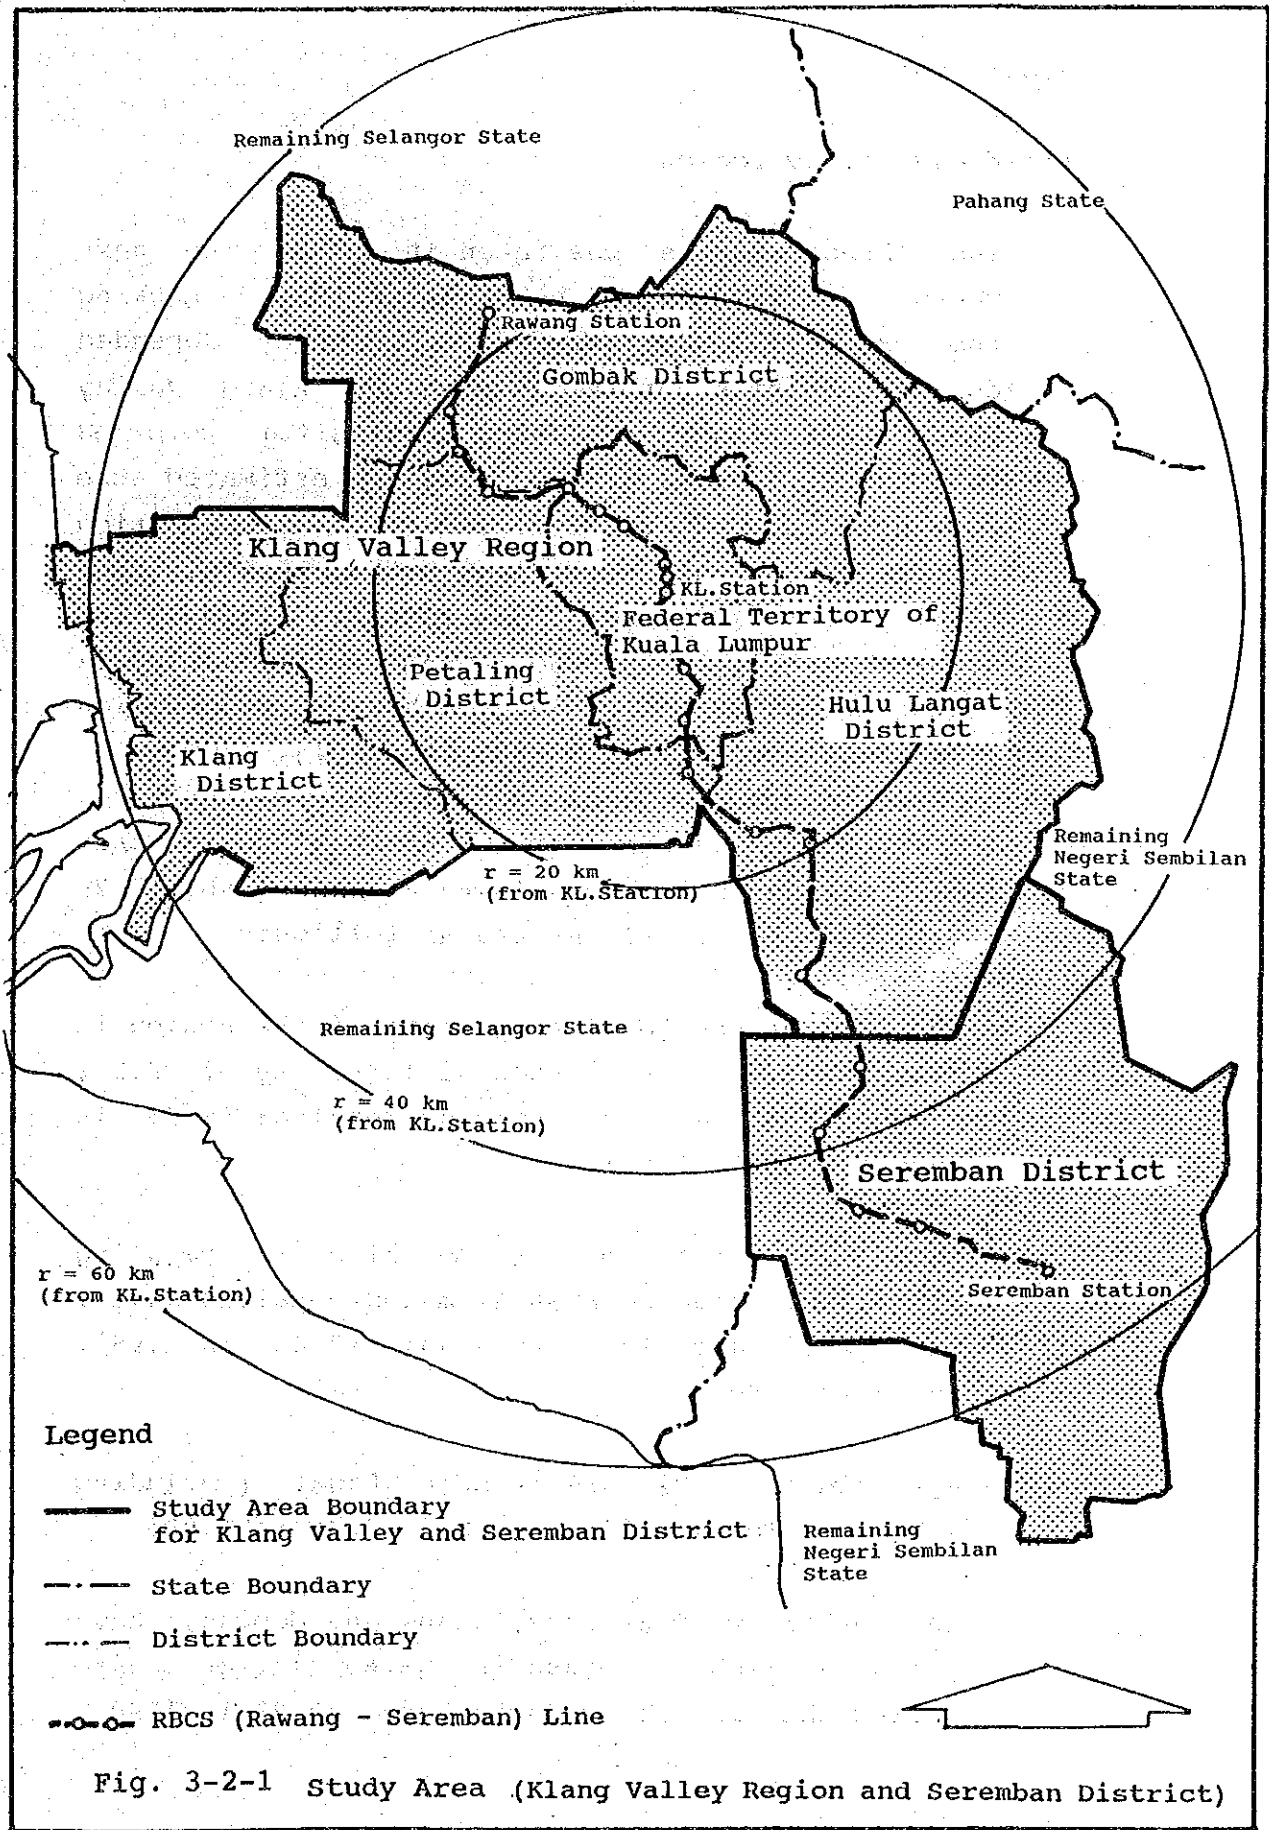 Remaining Selangor State
Pahang State
Rawang Station
Gombak District
Klang Valley Region
KL.Station
Federal Territory of
Kuala Lumpur
Petaling
District
Hulu Langat
District
Klang
District
Remaining
Negeri Sembilan
State
r = 20 km
(from KL.Station)
Remaining Selangor State
r = 40 km
(from KL.Station)
Seremban District
r = 60 km
(from KL.Station)
Seremban Station
Legend
Study Area Boundary
for Klang Valley and Seremban District
State Boundary
District Boundary
RBCS (Rawang - Seremban) Line
Remaining
Negeri Sembilan
State
Fig. 3-2-1 Study Area (Klang Valley Region and Seremban District)